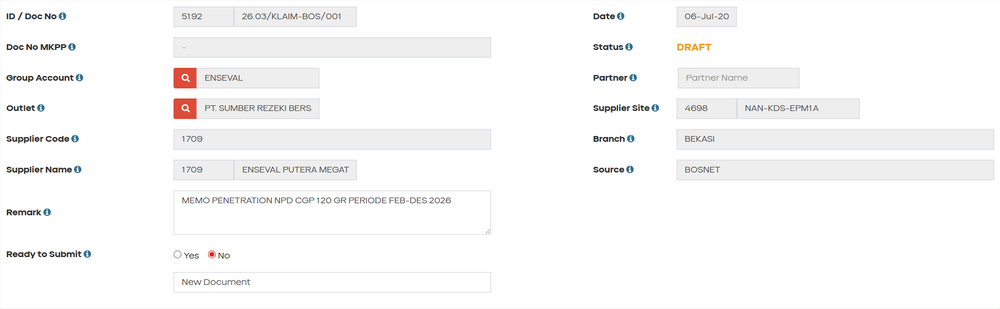 ID / Doc No 5192 26.03/KLAIM-BOS/001 Date 06-Jul-20
Doc No MKPP - Status DRAFT
Group Account ENSEVAL Partner Partner Name
Outlet PT. SUMBER REZEKI BERS. Supplier Site 4698 NAN-KDS-EPM1A
Supplier Code 1709 Branch BEKASI
Supplier Name 1709 ENSEVAL PUTERA MEGAT Source BOSNET
Remark MEMO PENETRATION NPD CGP 120 GR PERIODE FEB-DES 2026
Ready to Submit Yes No
New Document